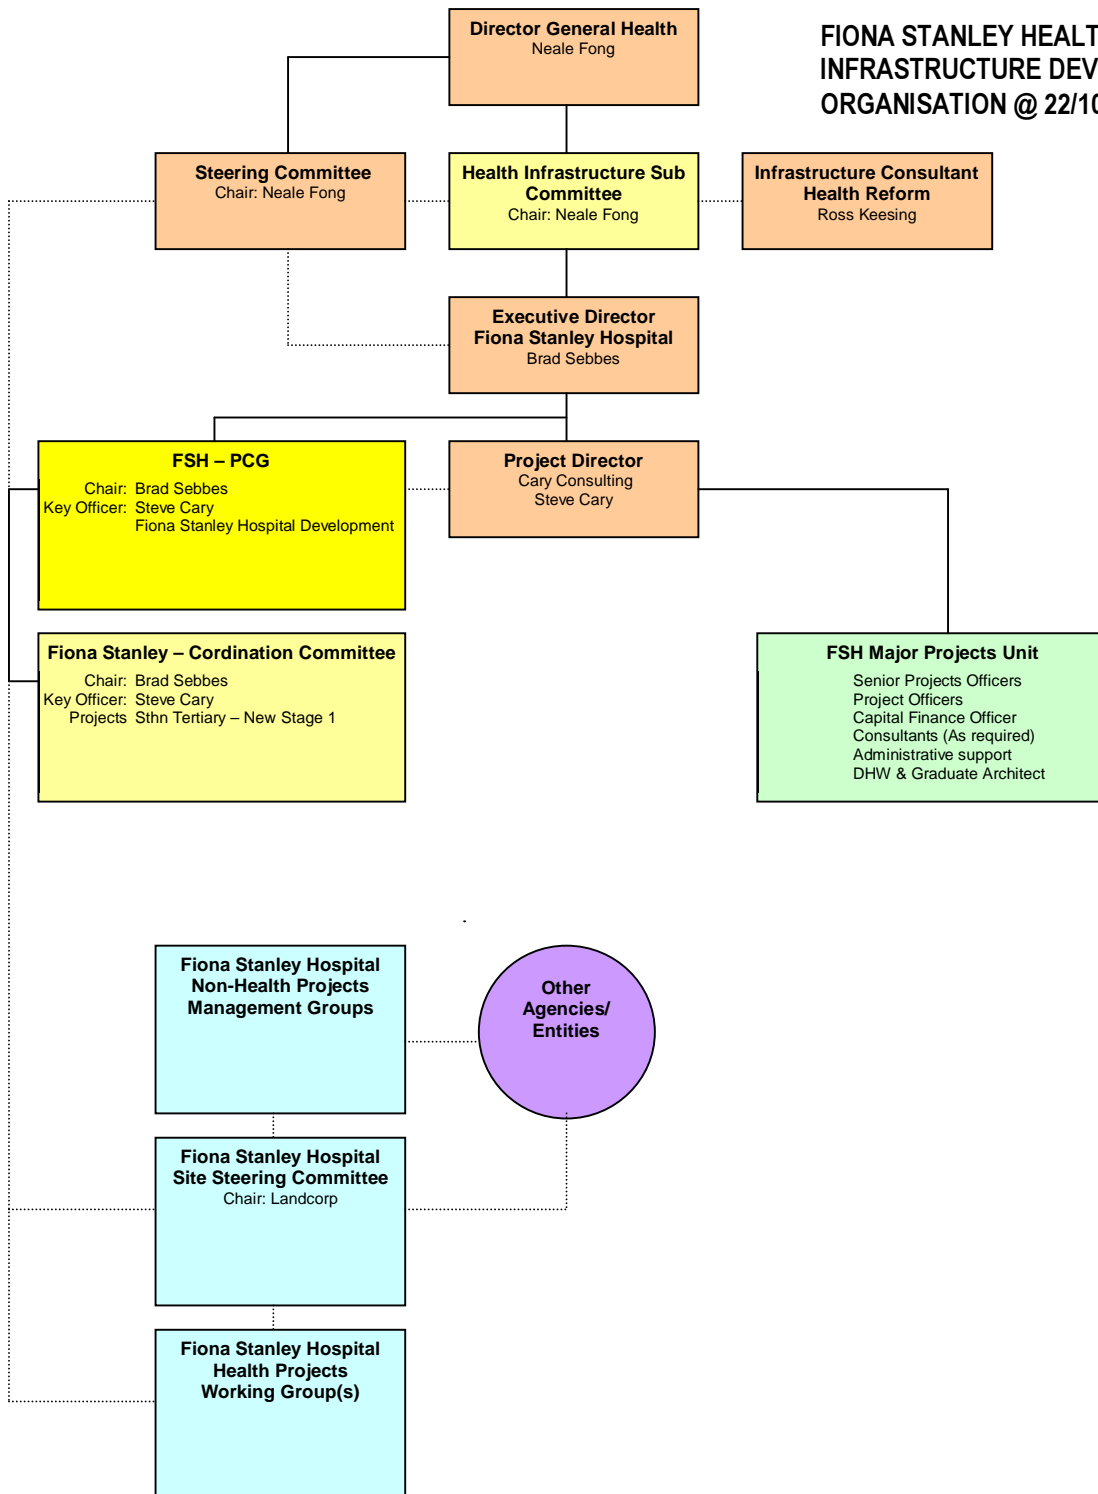 Director General Health
Neale Fong
FIONA STANLEY HEALT
INFRASTRUCTURE DEV
ORGANISATION @ 22/10
Steering Committee
Chair: Neale Fong
Health Infrastructure Sub
Committee
Chair: Neale Fong
Infrastructure Consultant
Health Reform
Ross Keesing
Executive Director
Fiona Stanley Hospital
Brad Sebbes
FSH – PCG
Chair: Brad Sebbes
Key Officer: Steve Cary
Fiona Stanley Hospital Development
Project Director
Cary Consulting
Steve Cary
Fiona Stanley – Cordination Committee
Chair: Brad Sebbes
Key Officer: Steve Cary
Projects Sthn Tertiary – New Stage 1
FSH Major Projects Unit
Senior Projects Officers
Project Officers
Capital Finance Officer
Consultants (As required)
Administrative support
DHW & Graduate Architect
Fiona Stanley Hospital
Non-Health Projects
Management Groups
Other
Agencies/
Entities
Fiona Stanley Hospital
Site Steering Committee
Chair: Landcorp
Fiona Stanley Hospital
Health Projects
Working Group(s)